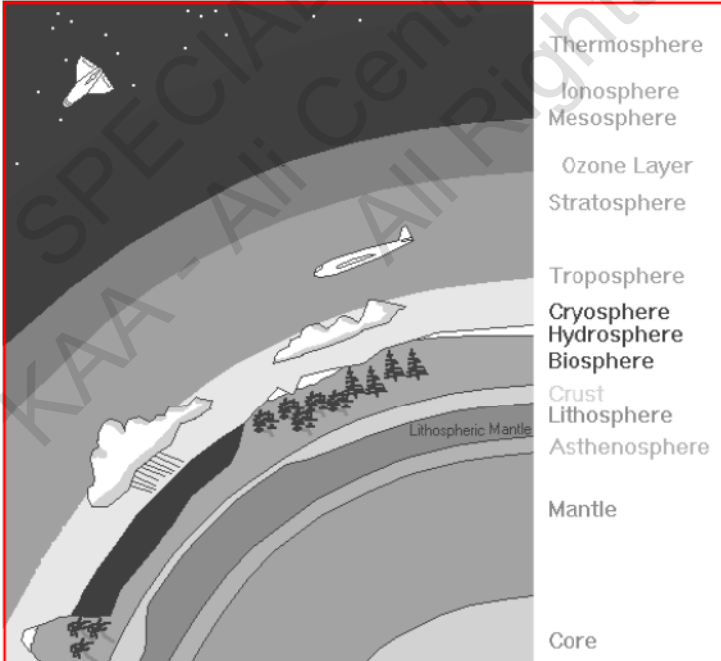 Thermosphere
Ionosphere
Mesosphere
Ozone Layer
Stratosphere
Troposphere
Cryosphere
Hydrosphere
Biosphere
Crust
Lithosphere
Lithospheric Mantle
Asthenosphere
Mantle
Core
SPECIAL
KAA - Ali Centr
All Right